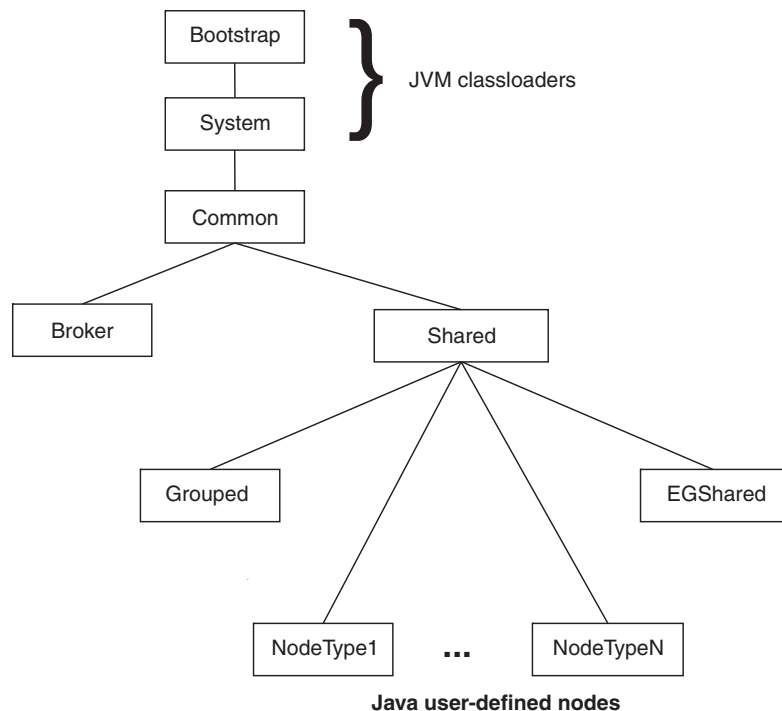 Bootstrap
JVM classloaders
System
Common
Broker
Shared
Grouped
EGShared
NodeType1
...
NodeTypeN
Java user-defined nodes